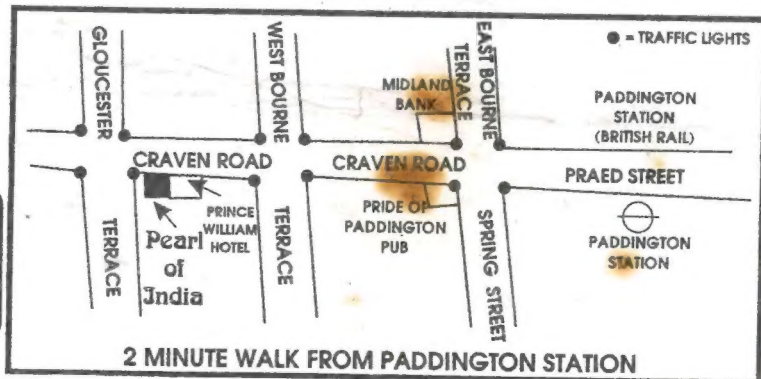 GLOUCESTER
TERRACE
WEST BOURNE
TERRACE
EAST BOURNE
TERRACE
● = TRAFFIC LIGHTS
MIDLAND
BANK
PADDINGTON
STATION
(BRITISH RAIL)
CRAVEN ROAD
CRAVEN ROAD
PRAED STREET
PRINCE
WILLIAM
HOTEL
Pearl
of
India
PRIDE OF
PADDINGTON
PUB
SPRING STREET
PADDINGTON
STATION
2 MINUTE WALK FROM PADDINGTON STATION